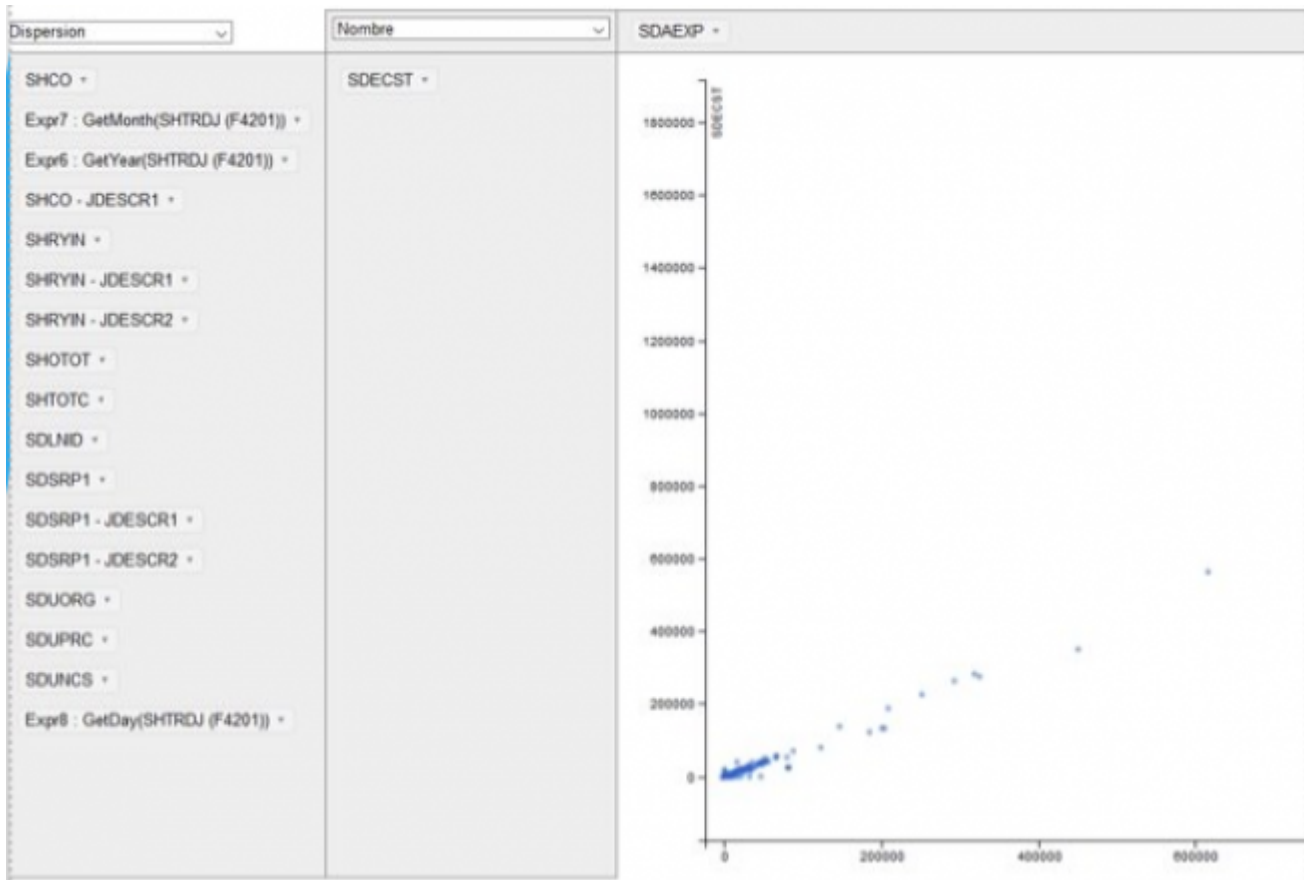 Dispersion
Nombre
SDAEXP
SHCO
Expr7 : GetMonth(SHTRDJ (F4201))
Expr6 : GetYear(SHTRDJ (F4201))
SHCO - JDESCR1
SHRYIN
SHRYIN - JDESCR1
SHRYIN - JDESCR2
SHOTOT
SHTOTC
SDLNID
SDSRP1
SDSRP1 - JDESCR1
SDSRP1 - JDESCR2
SDUORG
SDUPRC
SDUNCS
Expr8 : GetDay(SHTRDJ (F4201))
SDECST
SDECST
1800000
1600000
1400000
1200000
1000000
800000
600000
400000
200000
0
0
200000
400000
600000